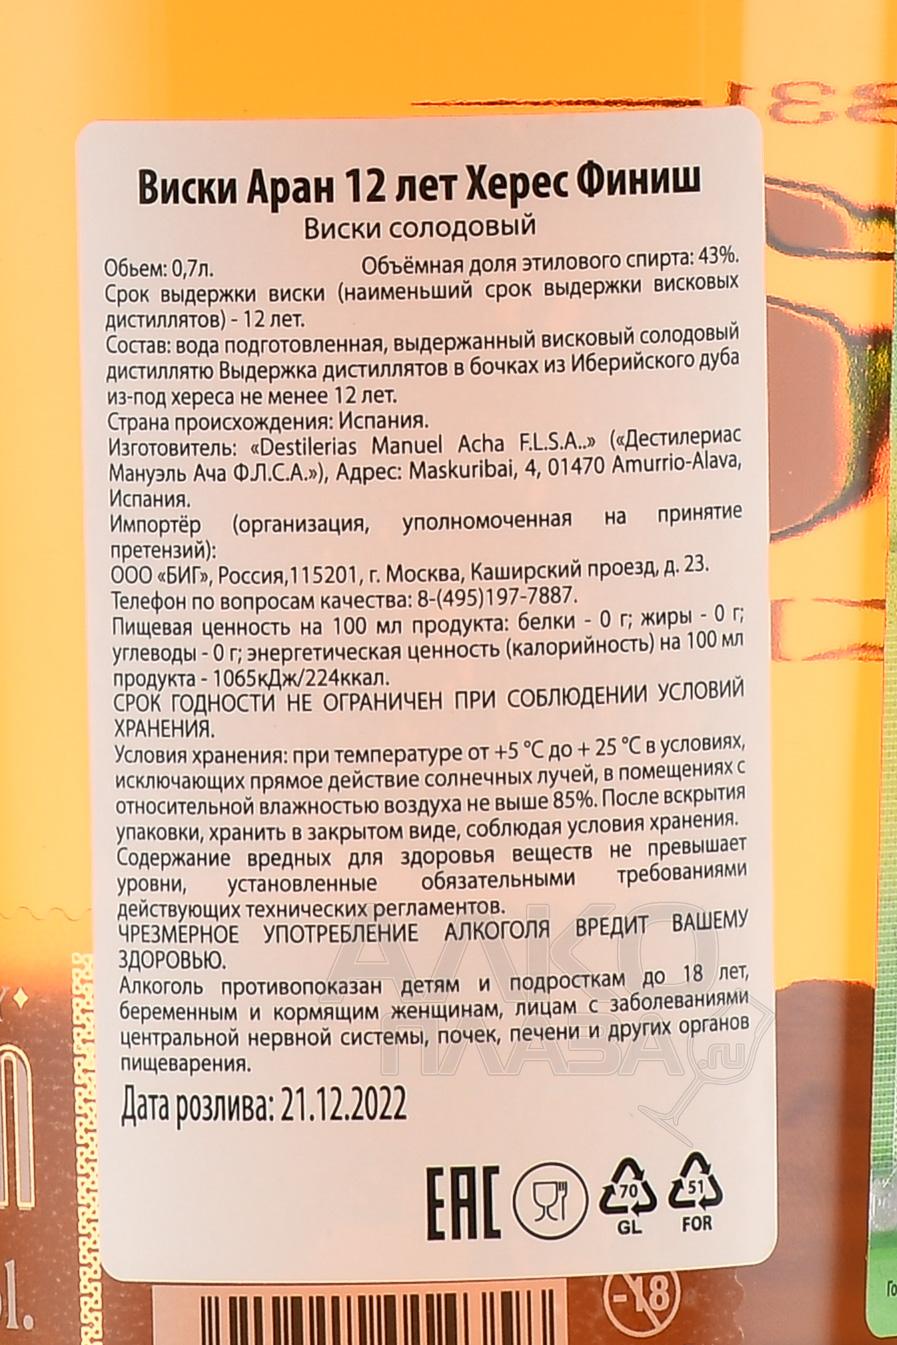 Виски Аран 12 лет Херес Финиш
Виски солодовый
Обьем: 0,7л. Объёмная доля этилового спирта: 43%.
Срок выдержки виски (наименьший срок выдержки висковых
дистиллятов) - 12 лет.
Состав: вода подготовленная, выдержанный висковый солодовый
дистиллятю Выдержка дистиллятов в бочках из Иберийского дуба
из-под хереса не менее 12 лет.
Страна происхождения: Испания.
Изготовитель: «Destilerias Manuel Acha F.L.S.A..» («Дестилериас
Мануэль Ача Ф.Л.С.А.»), Адрес: Maskuribai, 4, 01470 Amurrio-Alava,
Испания.
Импортёр (организация, уполномоченная на принятие
претензий):
ООО «БИГ», Россия,115201, г. Москва, Каширский проезд, д. 23.
Телефон по вопросам качества: 8-(495)197-7887.
Пищевая ценность на 100 мл продукта: белки - 0 г; жиры - 0 г;
углеводы - 0 г; энергетическая ценность (калорийность) на 100 мл
продукта - 1065кДж/224ккал.
СРОК ГОДНОСТИ НЕ ОГРАНИЧЕН ПРИ СОБЛЮДЕНИИ УСЛОВИЙ
ХРАНЕНИЯ.
Условия хранения: при температуре от +5 °С до + 25 °С в условиях,
исключающих прямое действие солнечных лучей, в помещениях с
относительной влажностью воздуха не выше 85%. После вскрытия
упаковки, хранить в закрытом виде, соблюдая условия хранения.
Содержание вредных для здоровья веществ не превышает
уровни, установленные обязательными требованиями
действующих технических регламентов.
ЧРЕЗМЕРНОЕ УПОТРЕБЛЕНИЕ АЛКОГОЛЯ ВРЕДИТ ВАШЕМУ
ЗДОРОВЬЮ.
Алкоголь противопоказан детям и подросткам до 18 лет,
беременным и кормящим женщинам, лицам с заболеваниями
центральной нервной системы, почек, печени и других органов
пищеварения.
Дата розлива: 21.12.2022
EAC
70 51
GL FOR
-18
АЛКО
ПЛАЗА.ru